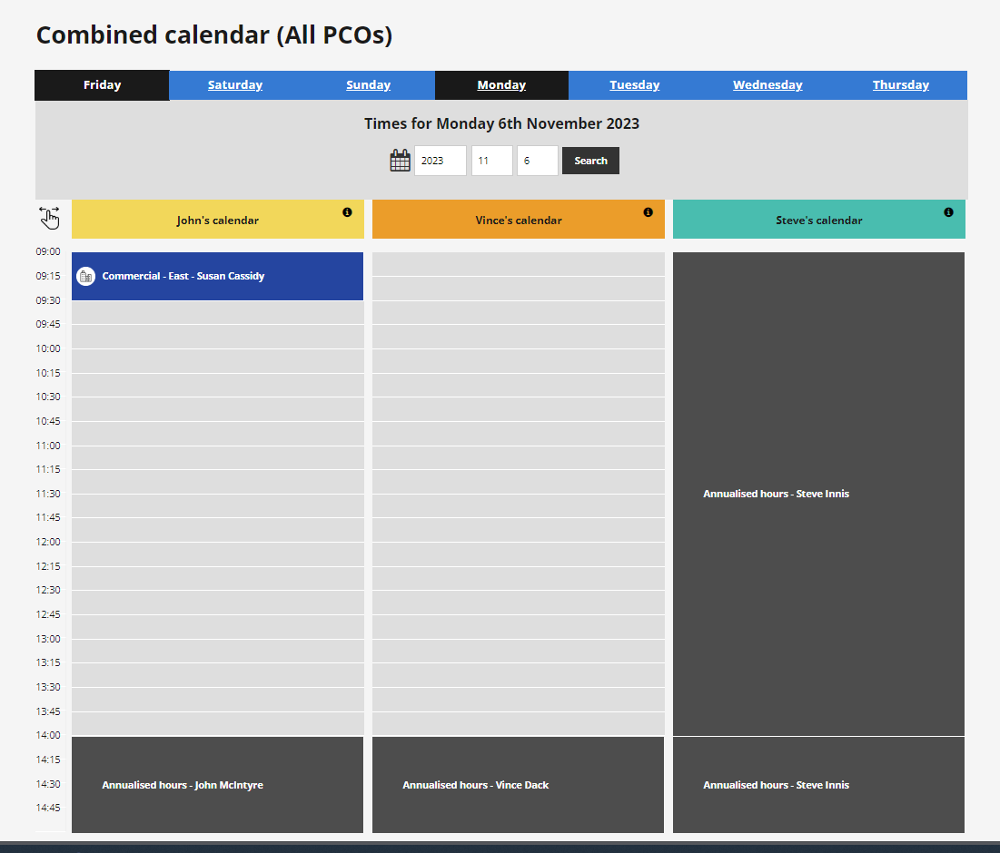 Combined calendar (All PCOs)
Friday Saturday Sunday Monday Tuesday Wednesday Thursday
Times for Monday 6th November 2023
2023 11 6 Search
John's calendar Vince's calendar Steve's calendar
09:00
09:15 Commercial - East - Susan Cassidy
09:30
09:45
10:00
10:15
10:30
10:45
11:00
11:15
11:30 Annualised hours - Steve Innis
11:45
12:00
12:15
12:30
12:45
13:00
13:15
13:30
13:45
14:00
14:15
14:30 Annualised hours - John McIntyre Annualised hours - Vince Dack Annualised hours - Steve Innis
14:45